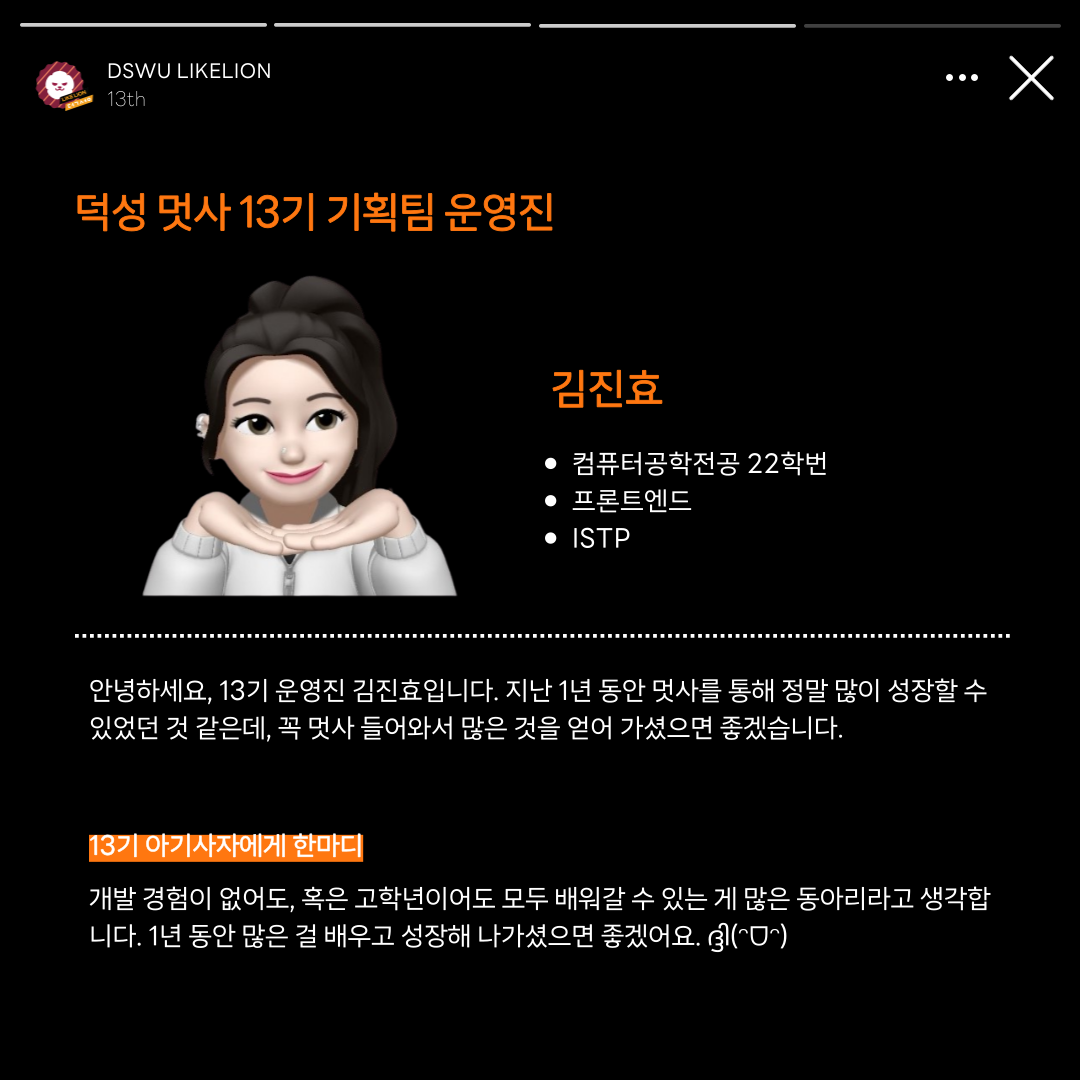 DSWU LIKELION
13th
덕성 멋사 13기 기획팀 운영진
김진효
컴퓨터공학전공 22학번
프론트엔드
ISTP
안녕하세요, 13기 운영진 김진효입니다. 지난 1년 동안 멋사를 통해 정말 많이 성장할 수
있었던 것 같은데, 꼭 멋사 들어와서 많은 것을 얻어 가셨으면 좋겠습니다.
13기 아기사자에게 한마디
개발 경험이 없어도, 혹은 고학년이어도 모두 배워갈 수 있는 게 많은 동아리라고 생각합
니다. 1년 동안 많은 걸 배우고 성장해 나가셨으면 좋겠어요. ദ്ദി(ᵔᗜᵔ)